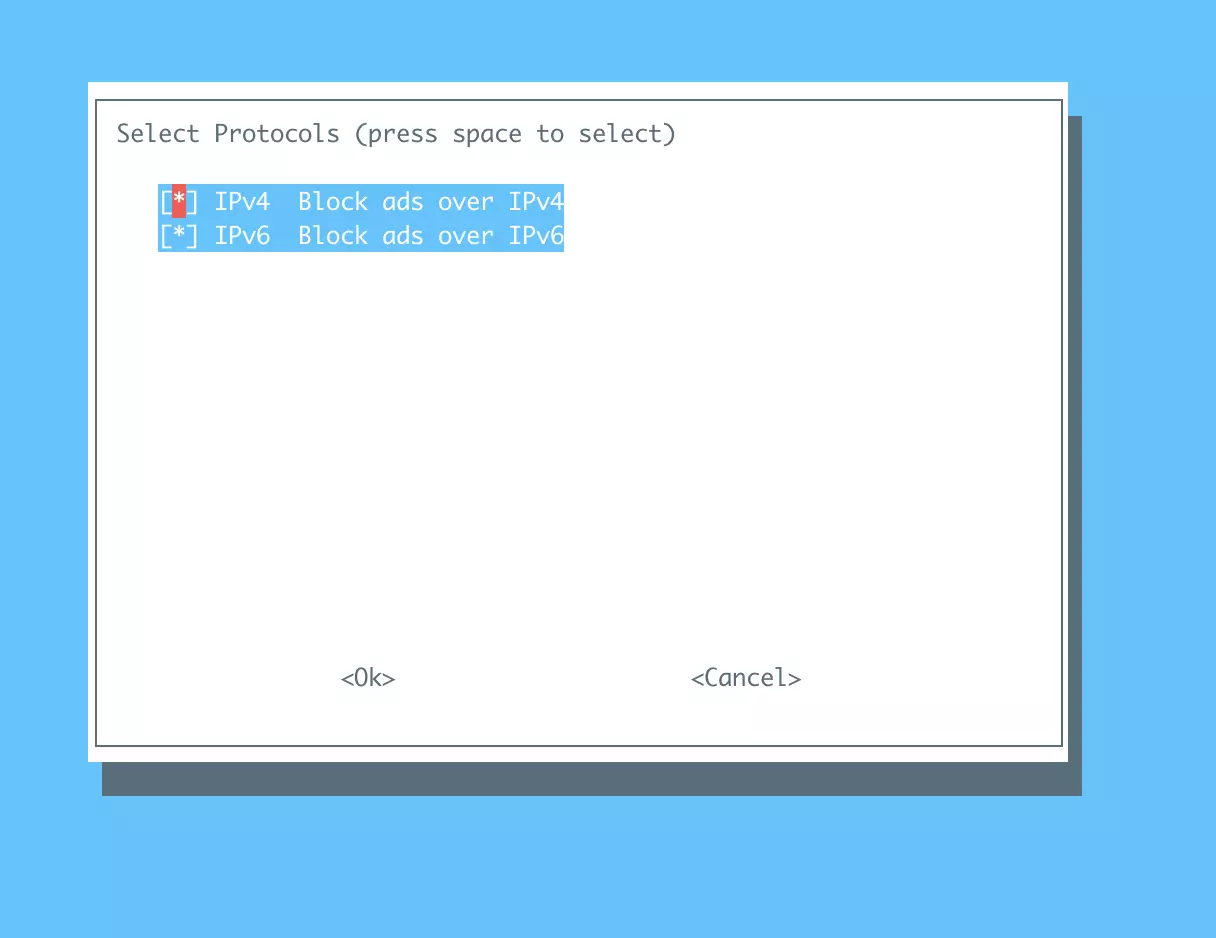 Select Protocols (press space to select)
[*] IPv4  Block ads over IPv4
[*] IPv6  Block ads over IPv6
<Ok>  <Cancel>